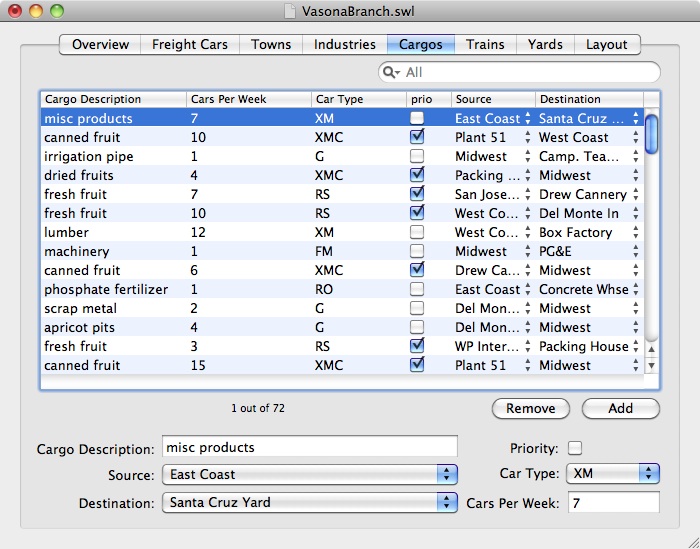 VasonaBranch.swl
Overview Freight Cars Towns Industries Cargos Trains Yards Layout
All
Cargo Description Cars Per Week Car Type prio Source Destination
misc products 7 XM East Coast Santa Cruz ...
canned fruit 10 XMC Plant 51 West Coast
irrigation pipe 1 G Midwest Camp. Tea...
dried fruits 4 XMC Packing ... Midwest
fresh fruit 7 RS San Jose... Drew Cannery
fresh fruit 10 RS West Co... Del Monte In
lumber 12 XM West Co... Box Factory
machinery 1 FM Midwest PG&E
canned fruit 6 XMC Drew Ca... Midwest
phosphate fertilizer 1 RO East Coast Concrete Whse
scrap metal 2 G Del Mon... Midwest
apricot pits 4 G Del Mon... Midwest
fresh fruit 3 RS WP Inter... Packing House
canned fruit 15 XMC Plant 51 Midwest
1 out of 72 Remove Add
Cargo Description: misc products Priority:
Source: East Coast Car Type: XM
Destination: Santa Cruz Yard Cars Per Week: 7